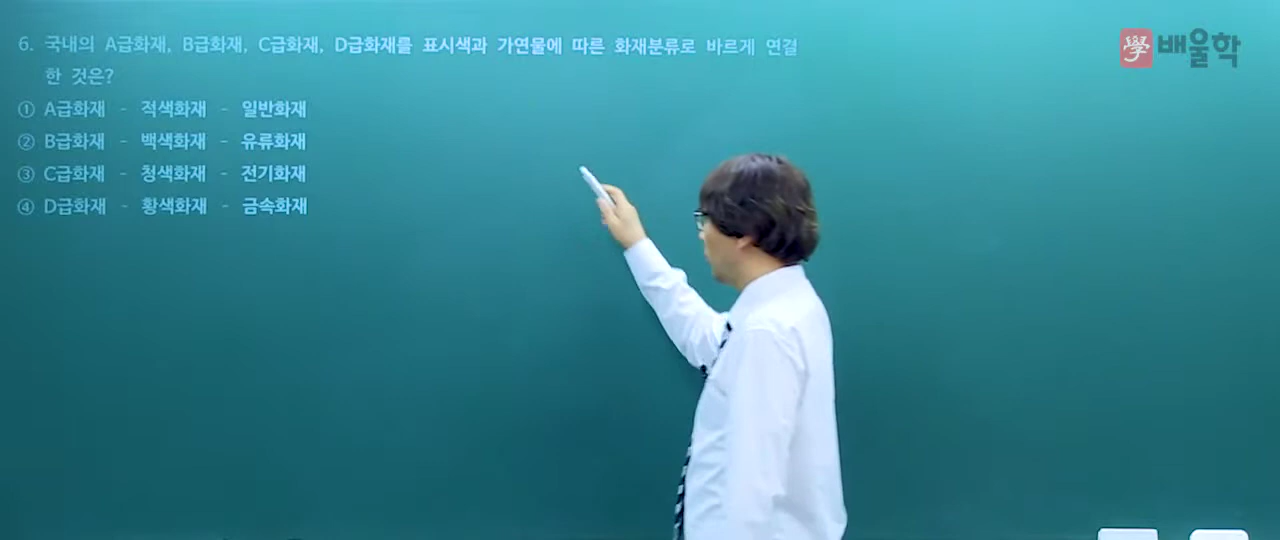 6. 국내의 A급화재, B급화재, C급화재, D급화재를 표시색과 가연물에 따른 화재분류로 바르게 연결
한 것은?
① A급화재 - 적색화재 - 일반화재
② B급화재 - 백색화재 - 유류화재
③ C급화재 - 청색화재 - 전기화재
④ D급화재 - 황색화재 - 금속화재
學 배울학